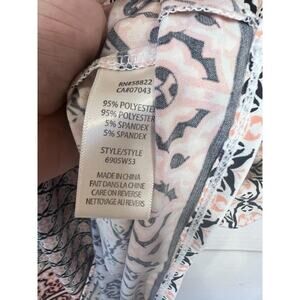 RN#58822
CA#07043
95% POLYESTER
95% POLYESTER
5% SPANDEX
5% SPANDEX
STYLE/STYLE
6905W53
MADE IN CHINA
FAIT DANS LA CHINE
CARE ON REVERSE
NETTOYAGE AU REVERS